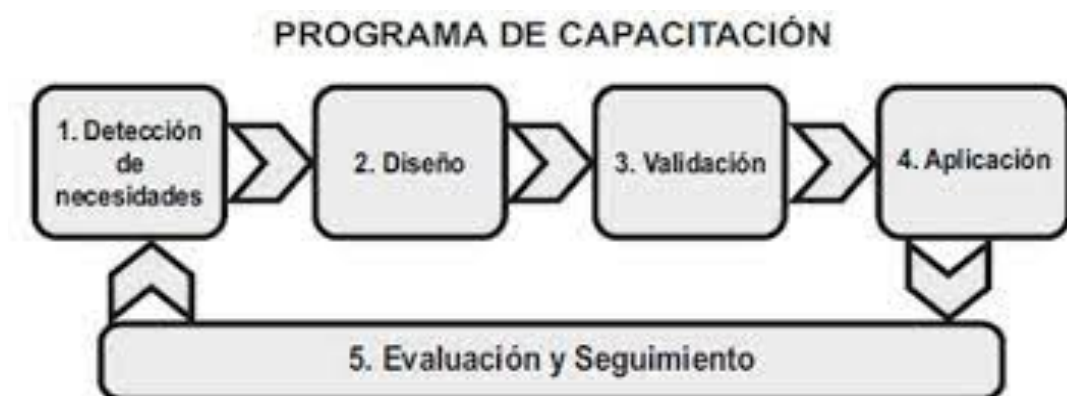 PROGRAMA DE CAPACITACIÓN
1. Detección
de
necesidades
2. Diseño
3. Validación
4. Aplicación
5. Evaluación y Seguimiento